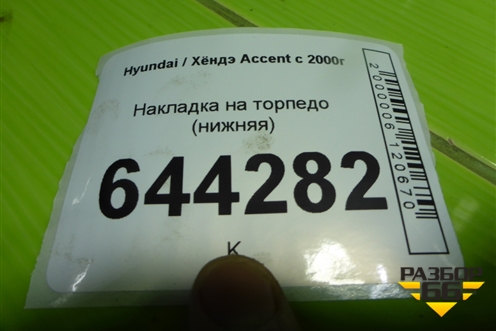 Hyundai / Хёндэ Accent с 2000г
Накладка на торпедо
(нижняя)
644282
К
2000006120670
РАЗБОР
66